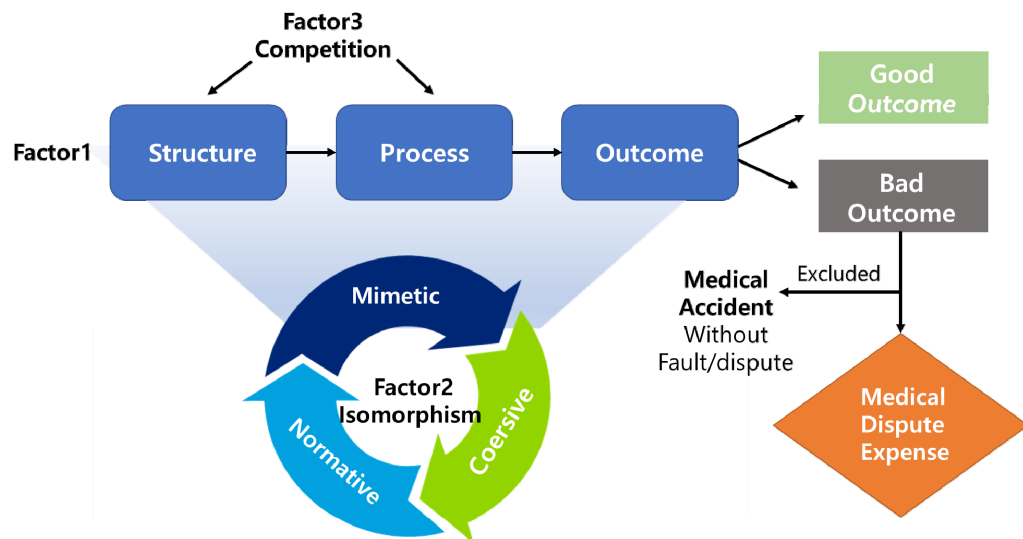 Factor3
Competition
Factor1
Structure
Process
Outcome
Good
Outcome
Bad
Outcome
Excluded
Medical
Accident
Without
Fault/dispute
Medical
Dispute
Expense
Mimetic
Factor2
Isomorphism
Coersive
Normative